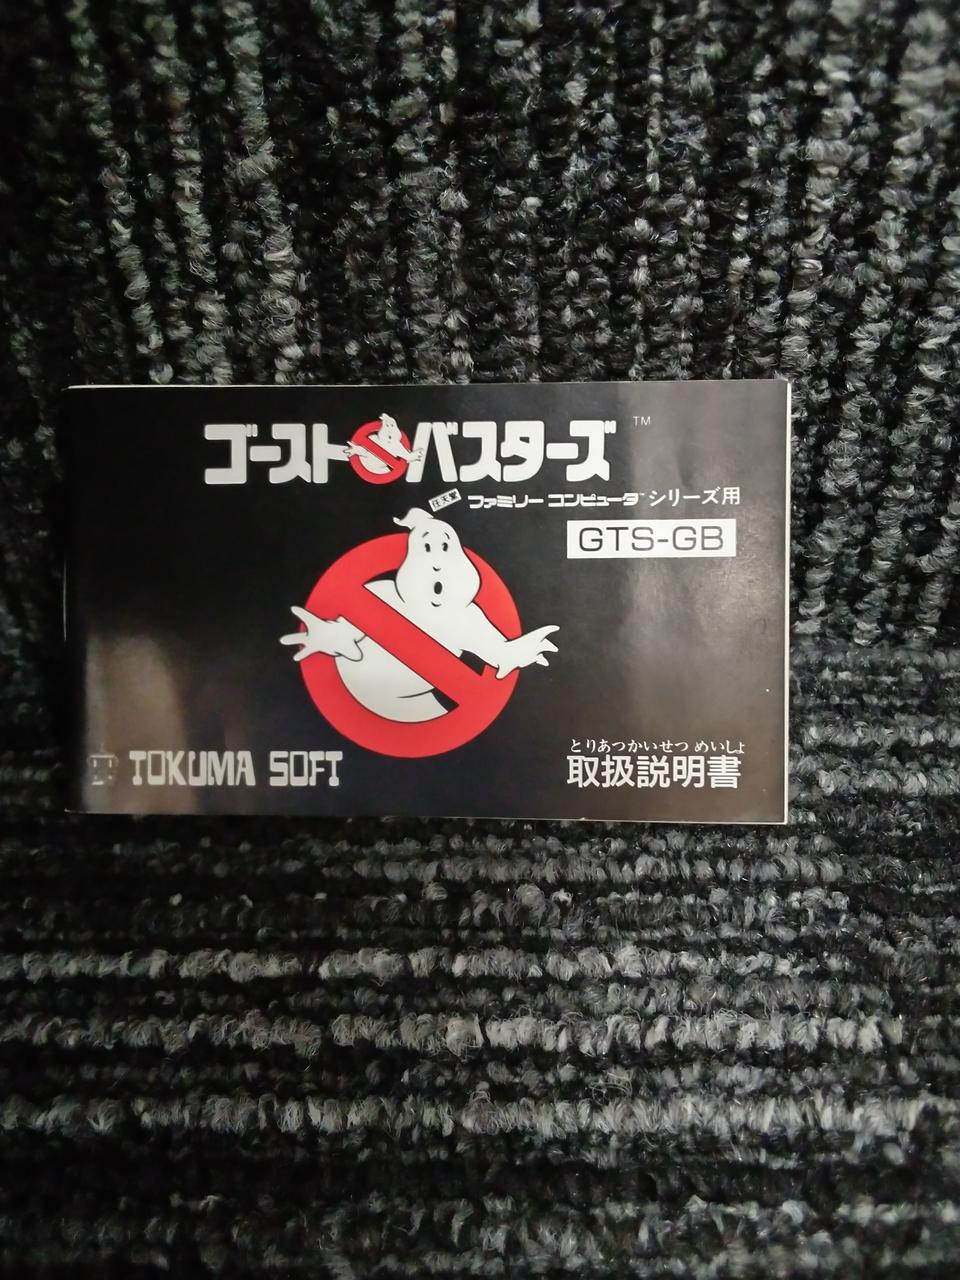 ゴーストバスターズ™
任天堂 ファミリーコンピュータ™シリーズ用
GTS-GB
とりあつかいせつめいしょ
取扱説明書
TOKUMA SOFT